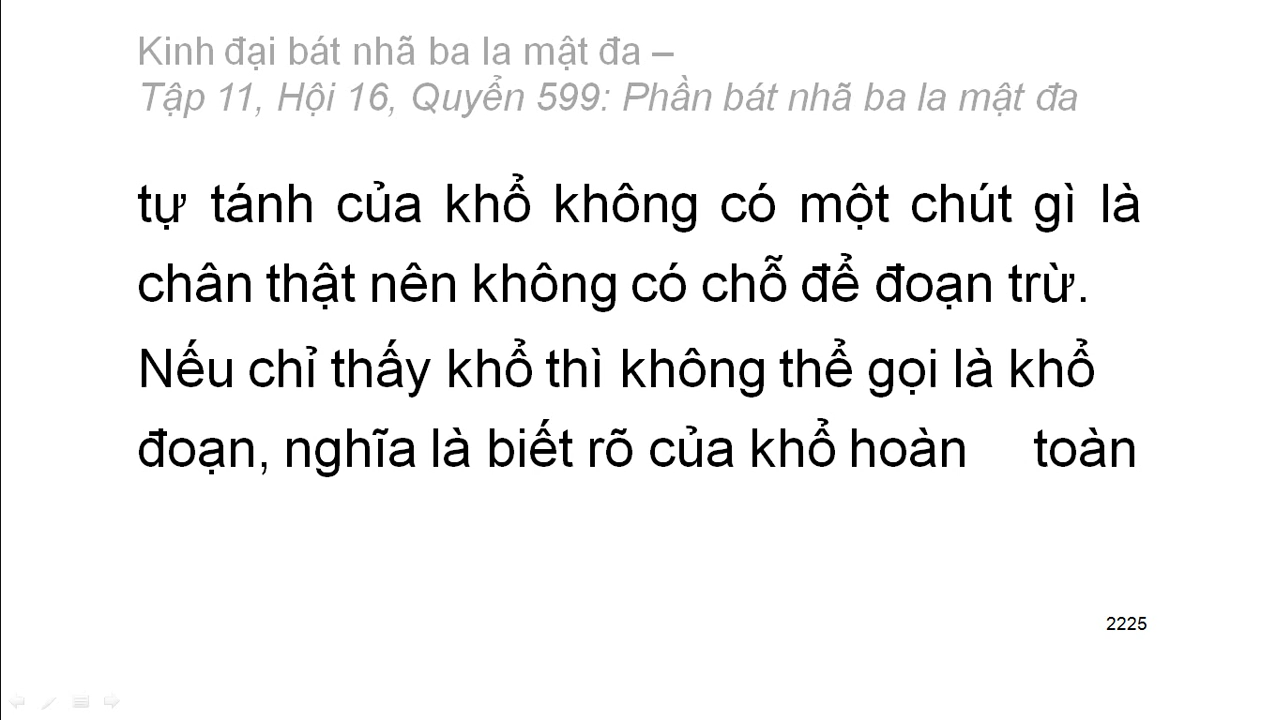 Kinh đại bát nhã ba la mật đa –
Tập 11, Hội 16, Quyển 599: Phần bát nhã ba la mật đa
tự tánh của khổ không có một chút gì là
chân thật nên không có chỗ để đoạn trừ.
Nếu chỉ thấy khổ thì không thể gọi là khổ
đoạn, nghĩa là biết rõ của khổ hoàn toàn
2225